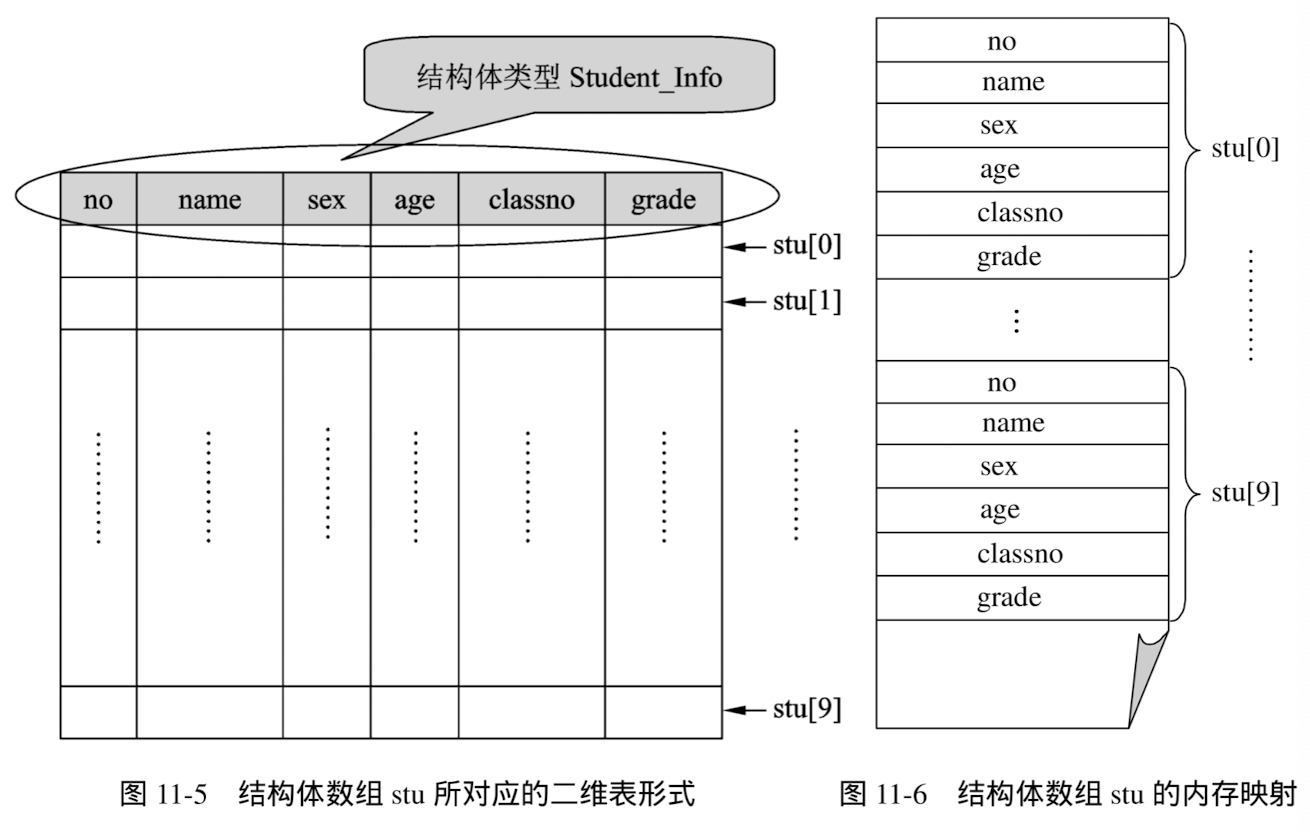 结构体类型 Student_Info
no name sex age classno grade
stu[0]
stu[1]
stu[9]
图 11-5 结构体数组 stu 所对应的二维表形式
no
name
sex
age
classno
grade
stu[0]
no
name
sex
age
classno
grade
stu[9]
图 11-6 结构体数组 stu 的内存映射